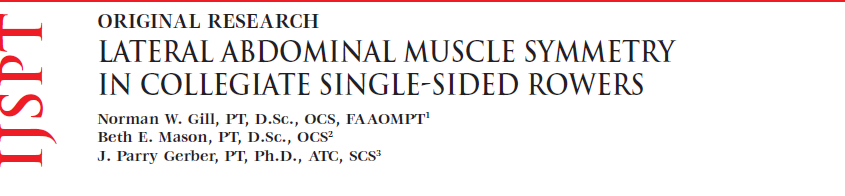 IJSPT
ORIGINAL RESEARCH
LATERAL ABDOMINAL MUSCLE SYMMETRY
IN COLLEGIATE SINGLE-SIDED ROWERS
Norman W. Gill, PT, D.Sc., OCS, FAAOMPT¹
Beth E. Mason, PT, D.Sc., OCS²
J. Parry Gerber, PT, Ph.D., ATC, SCS³